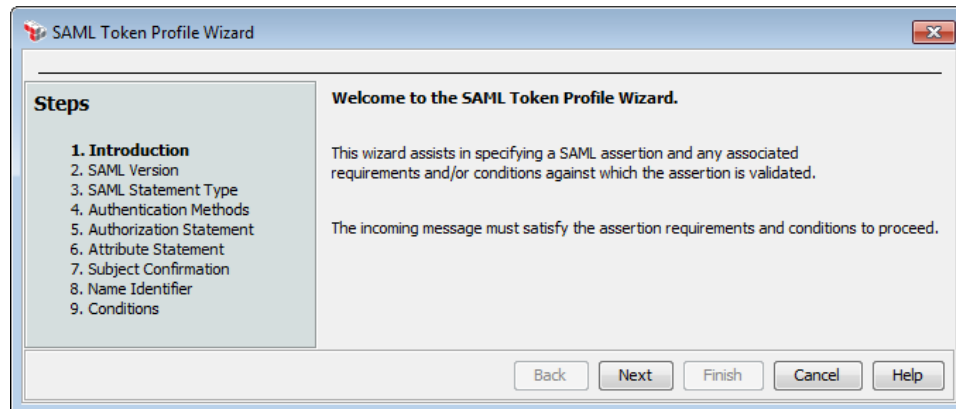 SAML Token Profile Wizard
Steps
1. Introduction
2. SAML Version
3. SAML Statement Type
4. Authentication Methods
5. Authorization Statement
6. Attribute Statement
7. Subject Confirmation
8. Name Identifier
9. Conditions
Welcome to the SAML Token Profile Wizard.
This wizard assists in specifying a SAML assertion and any associated
requirements and/or conditions against which the assertion is validated.
The incoming message must satisfy the assertion requirements and conditions to proceed.
Back Next Finish Cancel Help